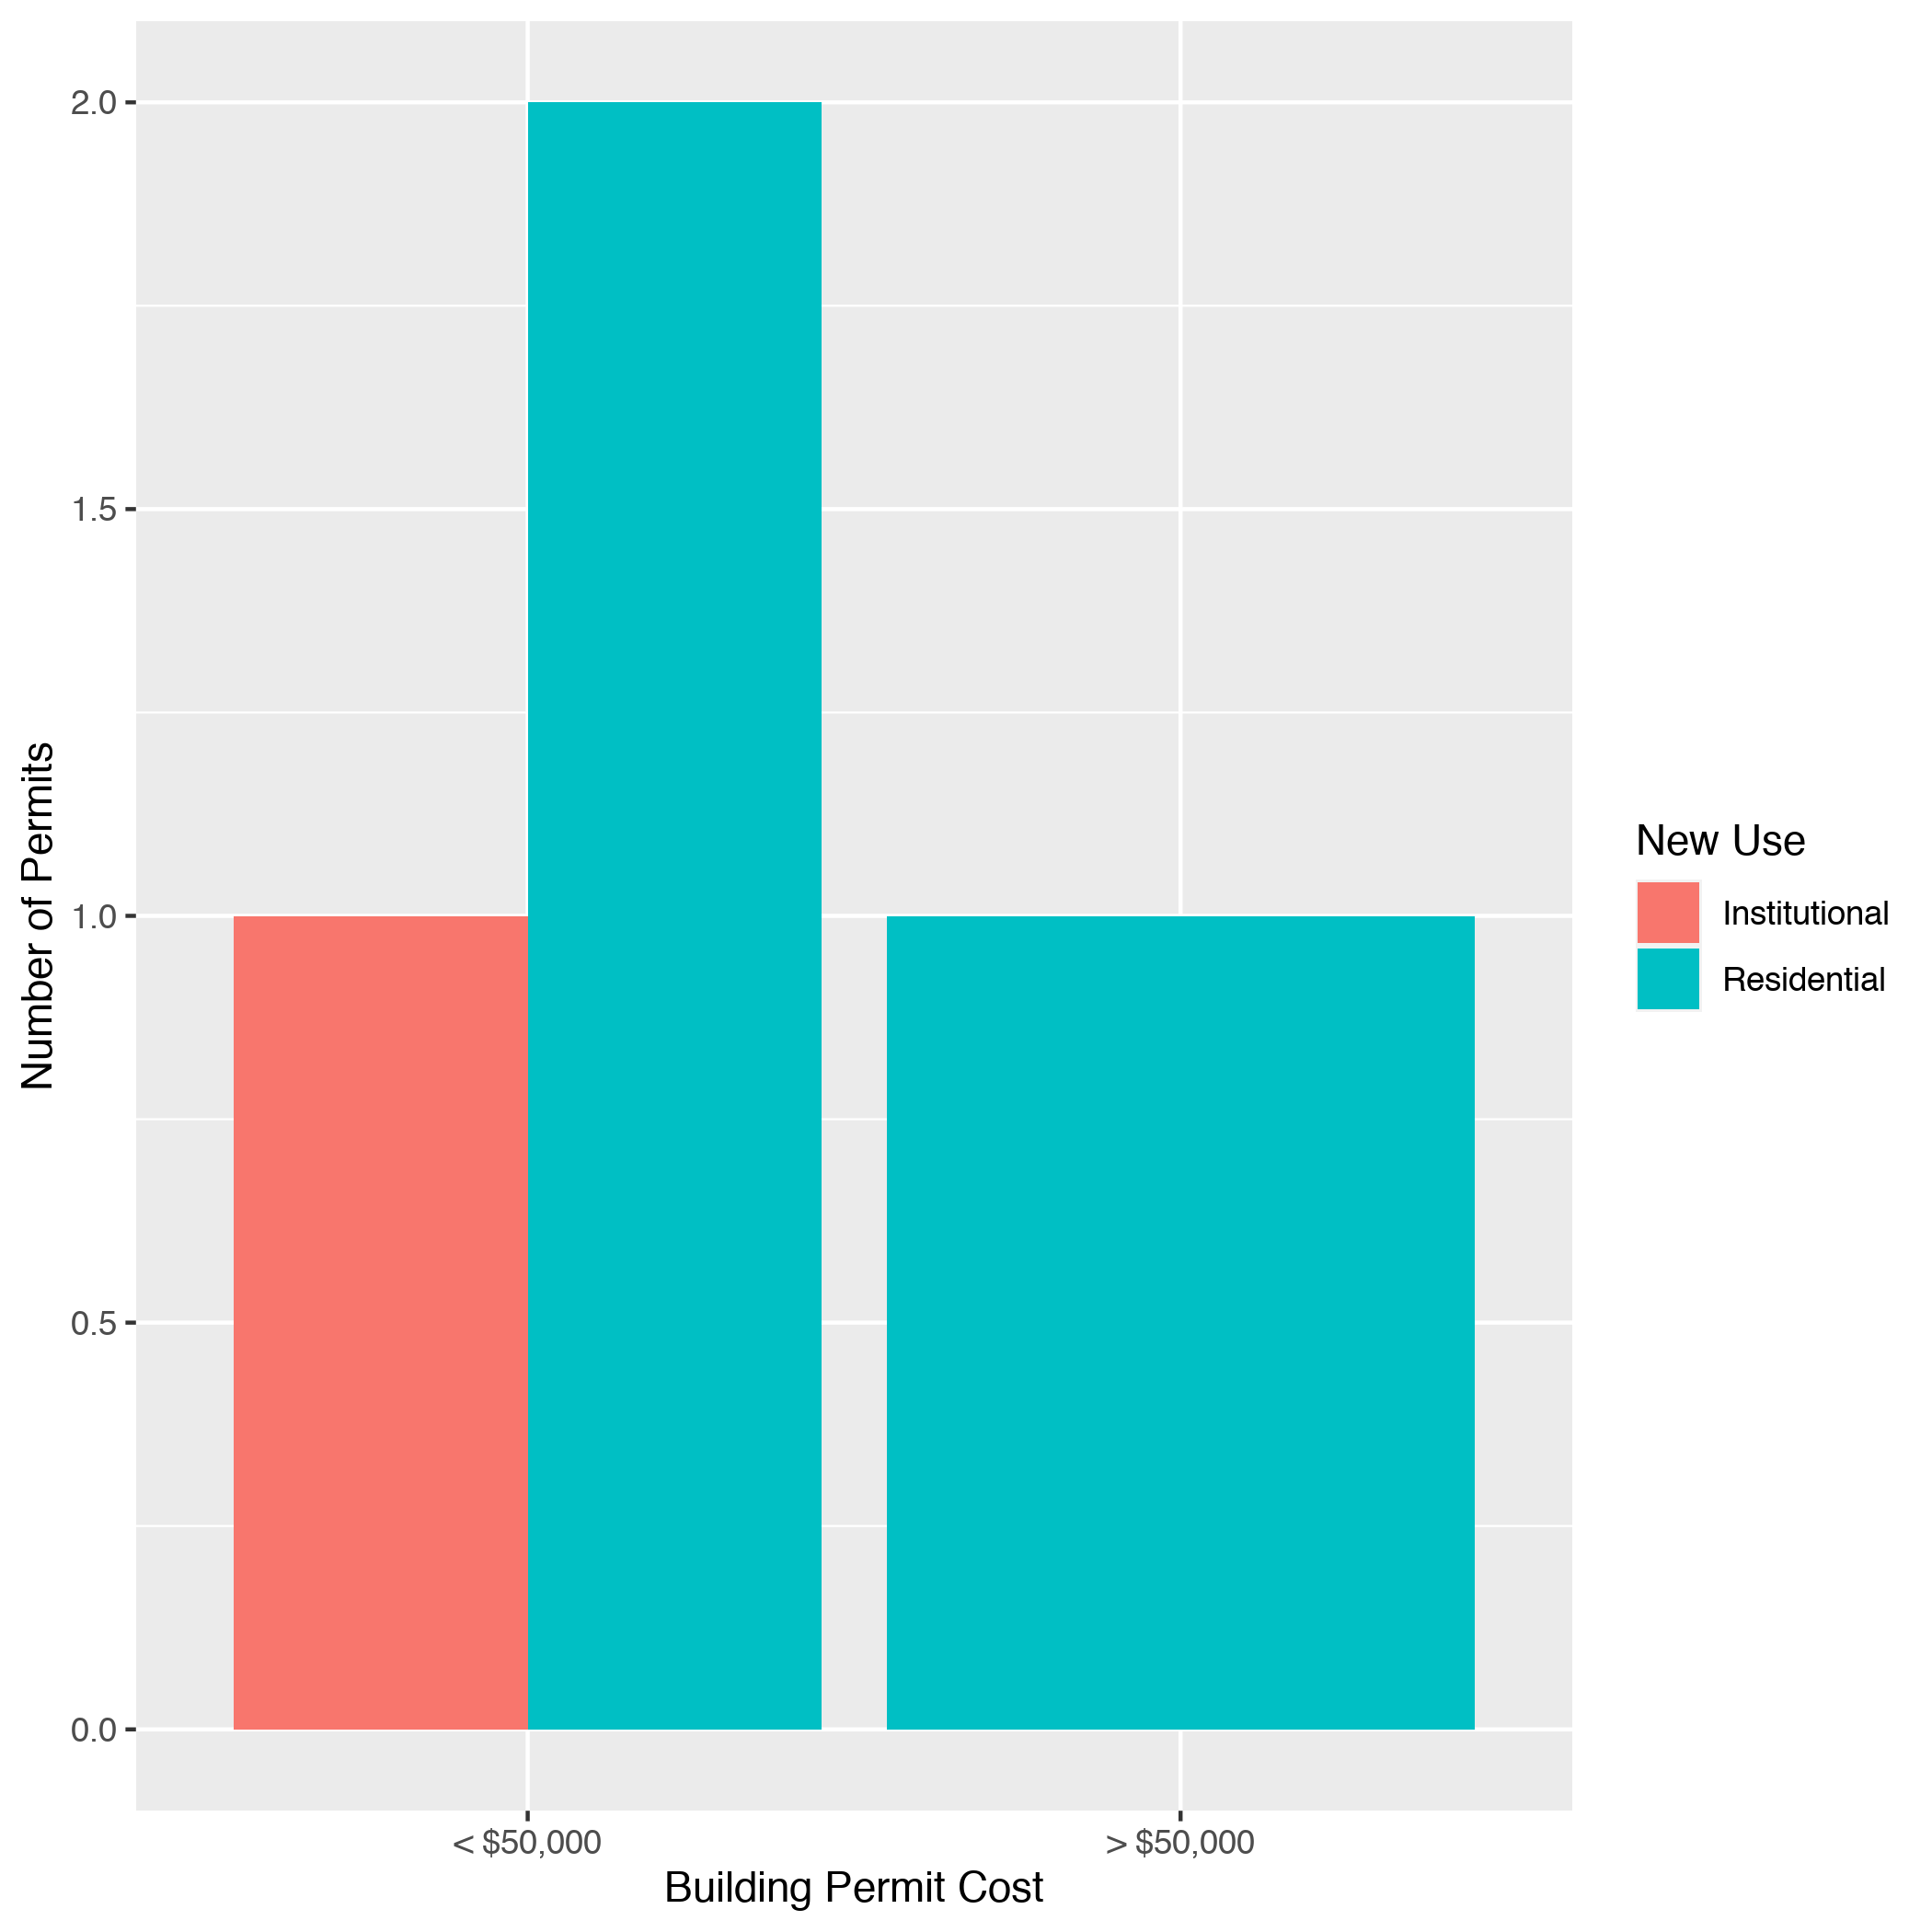 2.0
1.5
1.0
0.5
0.0
Number of Permits
< $50,000
> $50,000
Building Permit Cost
New Use
Institutional
Residential